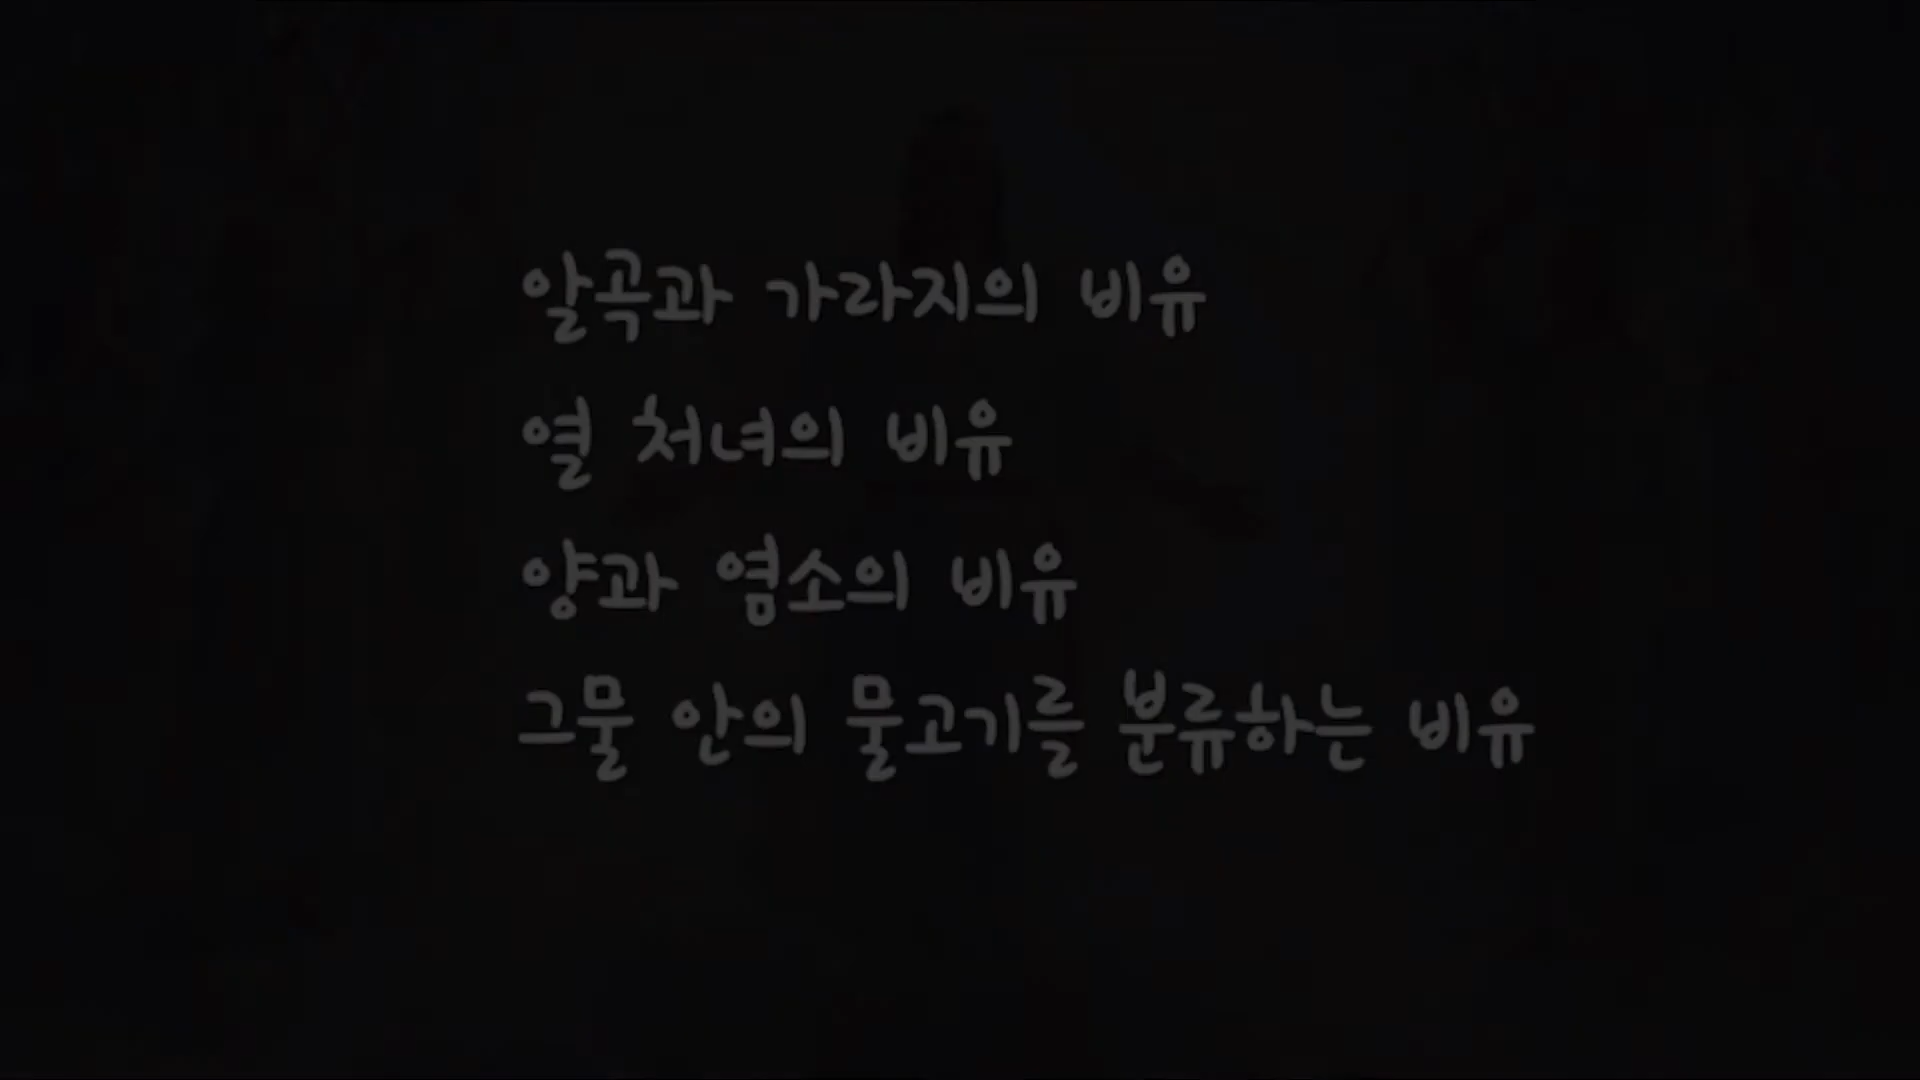 알곡과 가라지의 비유
열 처녀의 비유
양과 염소의 비유
그물 안의 물고기를 분류하는 비유